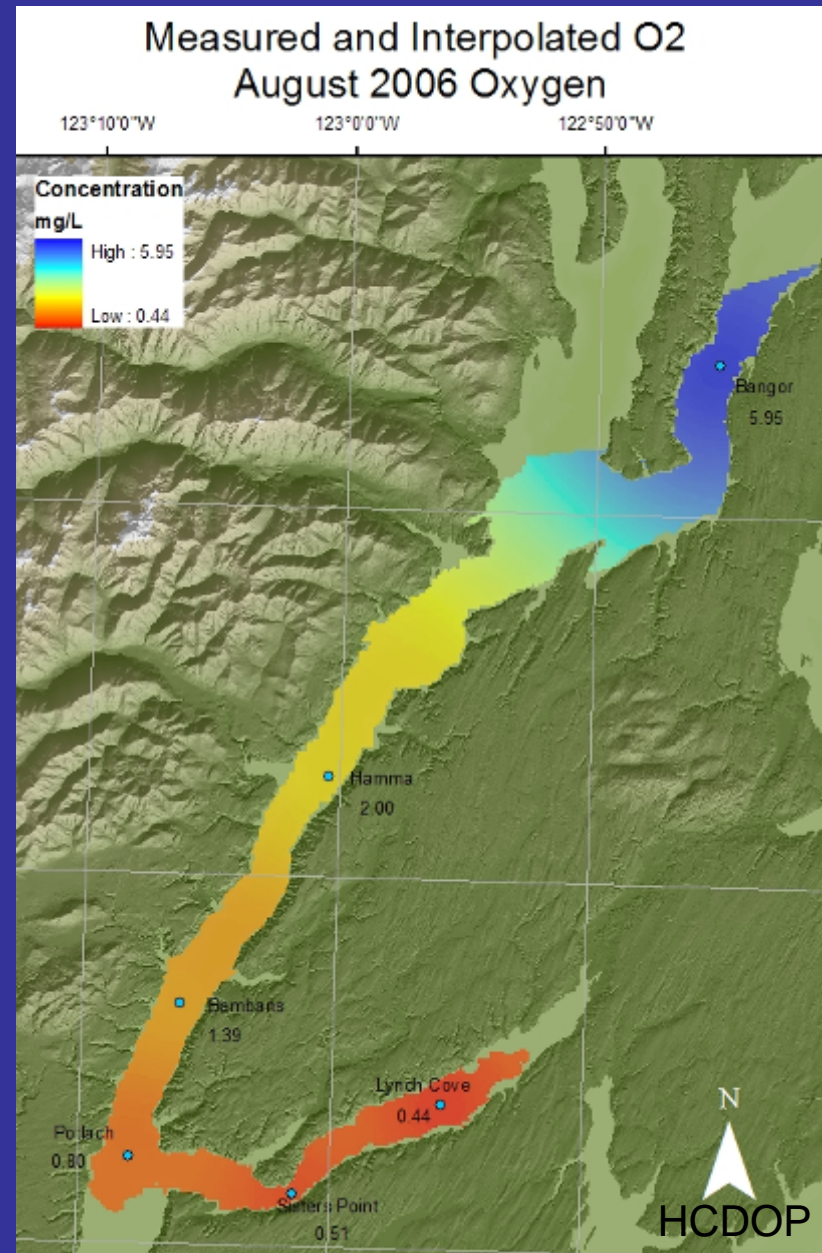 Measured and Interpolated O2
August 2006 Oxygen
123°10'0"W 123°0'0"W 122°50'0"W
Concentration
mg/L
High : 5.95
Low : 0.44
Bangor
5.95
Hamma
2.00
1.39
Lynch Cove
0.44
Potlach
0.80
Sisters Point
0.51
N
HCDOP